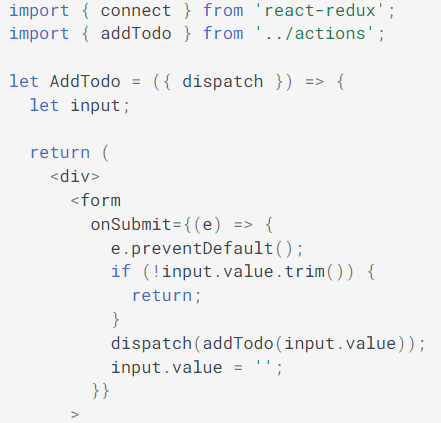 import { connect } from 'react-redux';
import { addTodo } from '../actions';

let AddTodo = ({ dispatch }) => {
  let input;

  return (
    <div>
      <form
        onSubmit={(e) => {
          e.preventDefault();
          if (!input.value.trim()) {
            return;
          }
          dispatch(addTodo(input.value));
          input.value = '';
        }}
      >